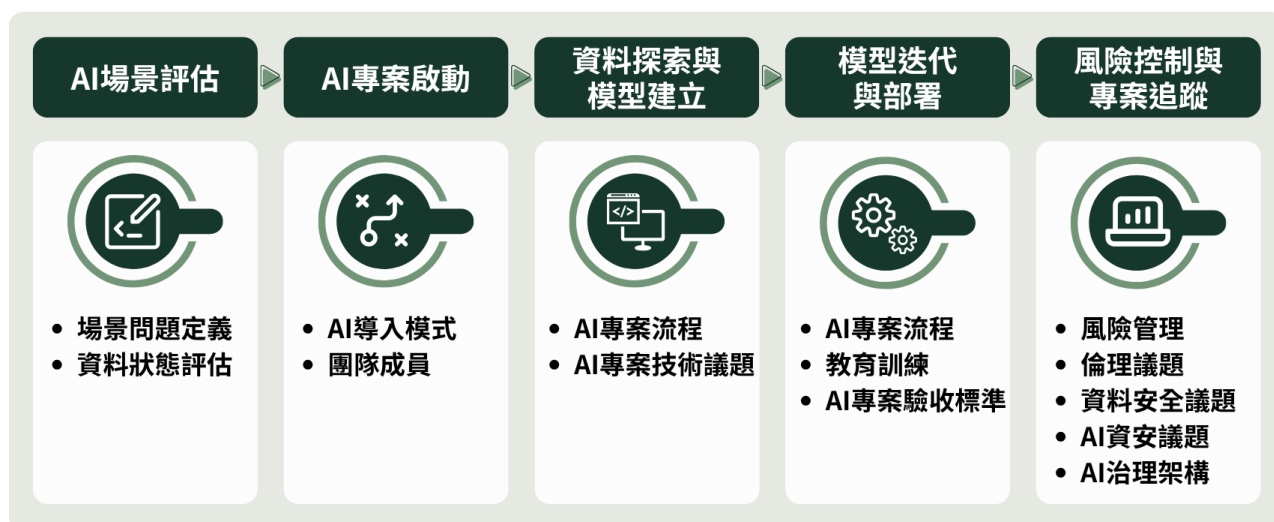 AI場景評估
AI專案啟動
資料探索與
模型建立
模型迭代
與部署
風險控制與
專案追蹤
</>
• 場景問題定義
• 資料狀態評估
• AI導入模式
• 團隊成員
• AI專案流程
• AI專案技術議題
• AI專案流程
• 教育訓練
• AI專案驗收標準
• 風險管理
• 倫理議題
• 資料安全議題
• AI資安議題
• AI治理架構